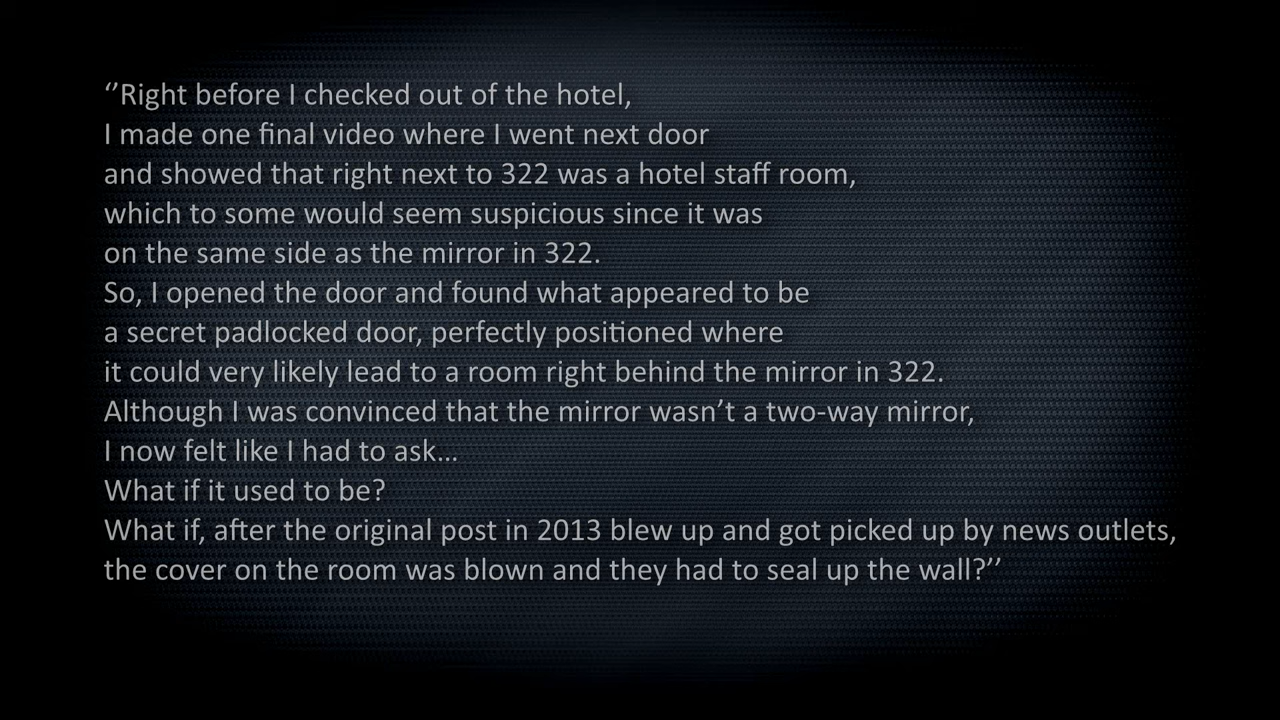 ‘’Right before I checked out of the hotel,
I made one final video where I went next door
and showed that right next to 322 was a hotel staff room,
which to some would seem suspicious since it was
on the same side as the mirror in 322.
So, I opened the door and found what appeared to be
a secret padlocked door, perfectly positioned where
it could very likely lead to a room right behind the mirror in 322.
Although I was convinced that the mirror wasn’t a two-way mirror,
I now felt like I had to ask…
What if it used to be?
What if, after the original post in 2013 blew up and got picked up by news outlets,
the cover on the room was blown and they had to seal up the wall?’’